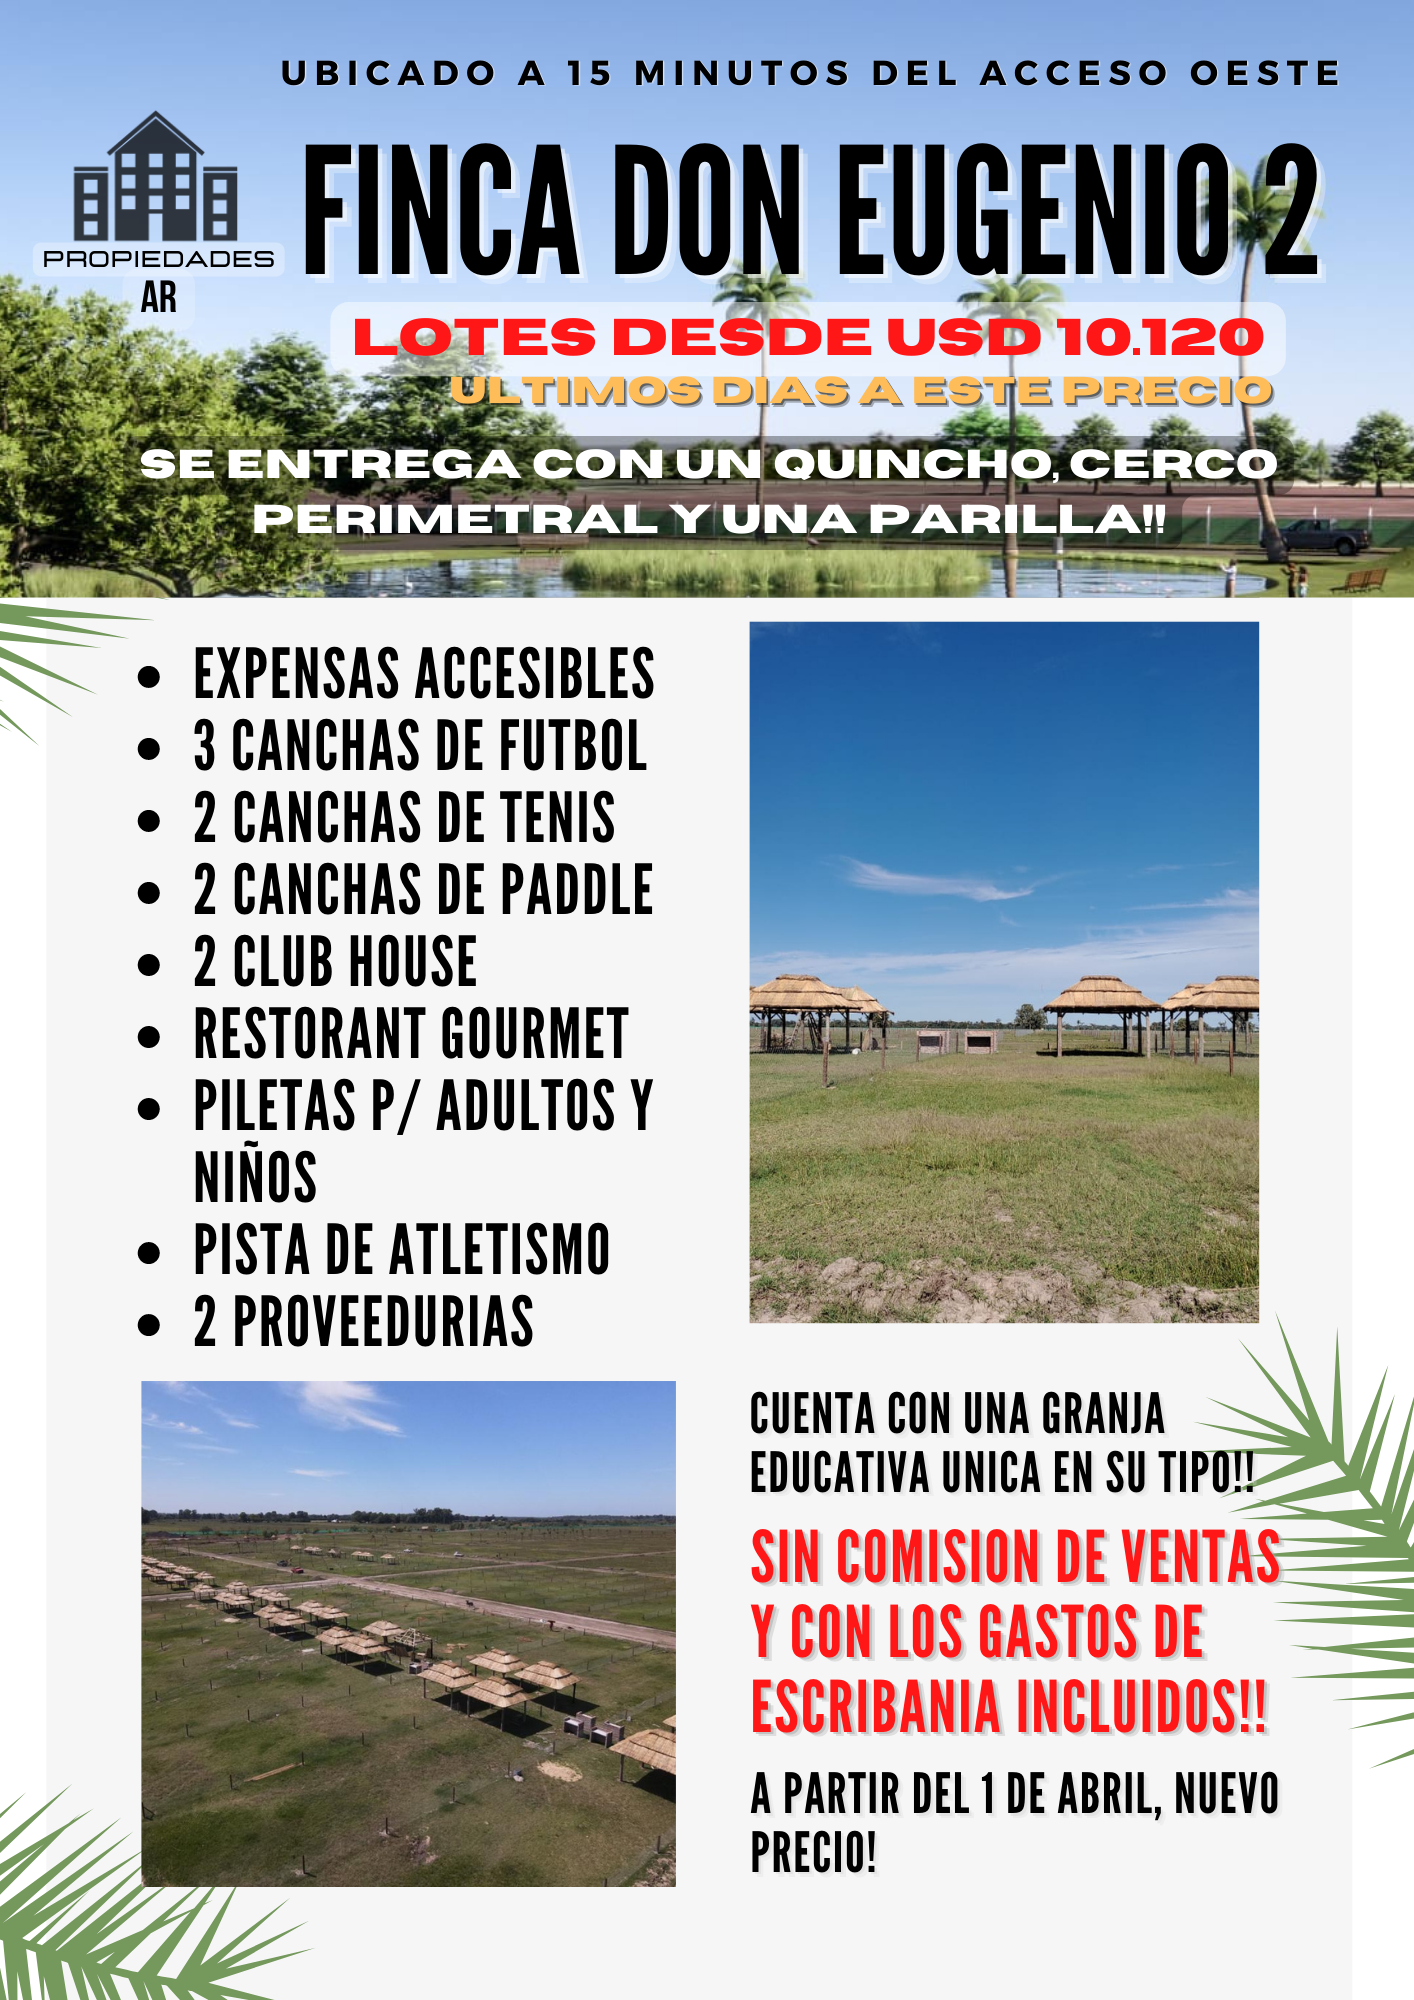 UBICADO A 15 MINUTOS DEL ACCESO OESTE
PROPIEDADES
AR
FINCA DON EUGENIO 2
LOTES DESDE USD 10.120
ULTIMOS DIAS A ESTE PRECIO
SE ENTREGA CON UN QUINCHO, CERCO
PERIMETRAL Y UNA PARILLA!!
• EXPENSAS ACCESIBLES
• 3 CANCHAS DE FUTBOL
• 2 CANCHAS DE TENIS
• 2 CANCHAS DE PADDLE
• 2 CLUB HOUSE
• RESTORANT GOURMET
• PILETAS P/ ADULTOS Y
NIÑOS
• PISTA DE ATLETISMO
• 2 PROVEEDURIAS
CUENTA CON UNA GRANJA
EDUCATIVA UNICA EN SU TIPO!!
SIN COMISION DE VENTAS
Y CON LOS GASTOS DE
ESCRIBANIA INCLUIDOS!!
A PARTIR DEL 1 DE ABRIL, NUEVO
PRECIO!